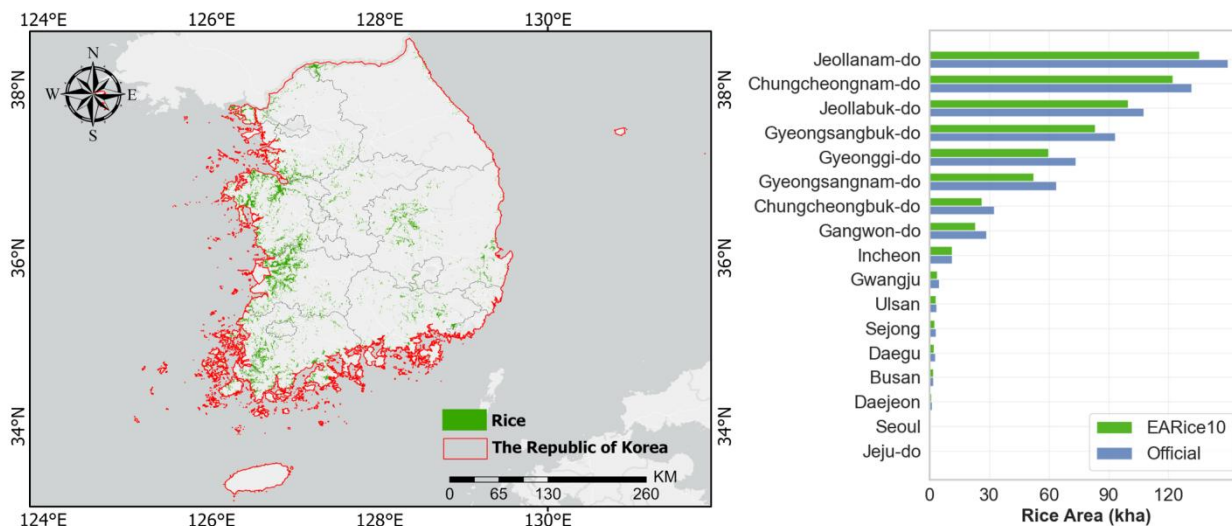 124°E
126°E
128°E
130°E
N
W E
S
38°N
36°N
34°N
38°N
36°N
34°N
Rice
The Republic of Korea
KM
0 65 130 260
124°E
126°E
128°E
130°E
Jeollanam-do
Chungcheongnam-do
Jeollabuk-do
Gyeongsangbuk-do
Gyeonggi-do
Gyeongsangnam-do
Chungcheongbuk-do
Gangwon-do
Incheon
Gwangju
Ulsan
Sejong
Daegu
Busan
Daejeon
Seoul
Jeju-do
EARice10
Official
0 30 60 90 120
Rice Area (kha)